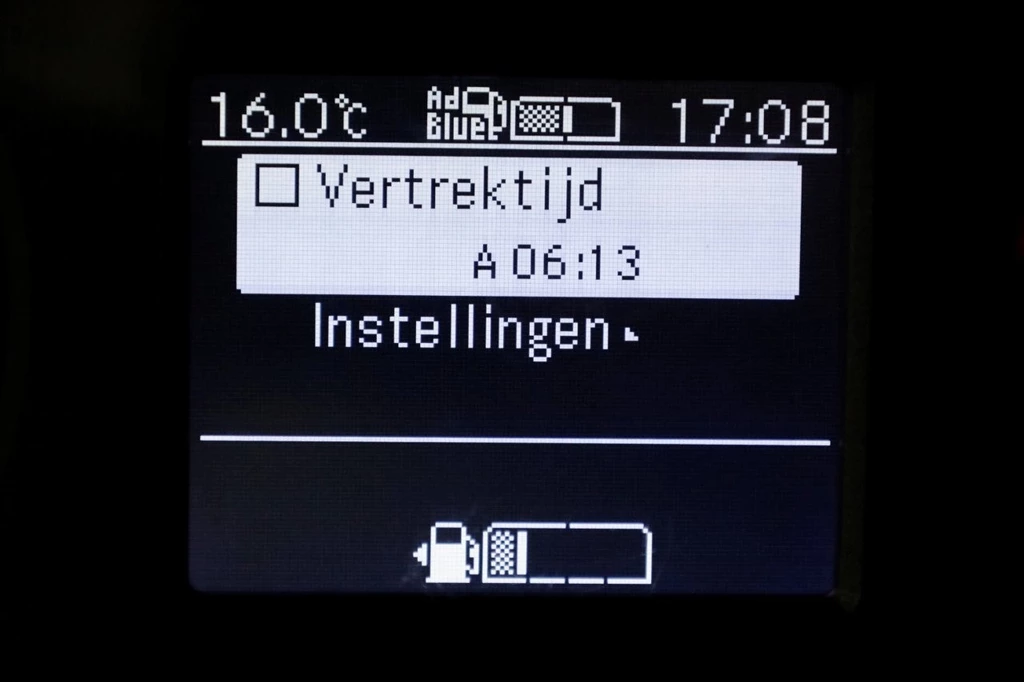 16.0°C Ad Blue 17:08
Vertrektijd
A 06:13
Instellingen